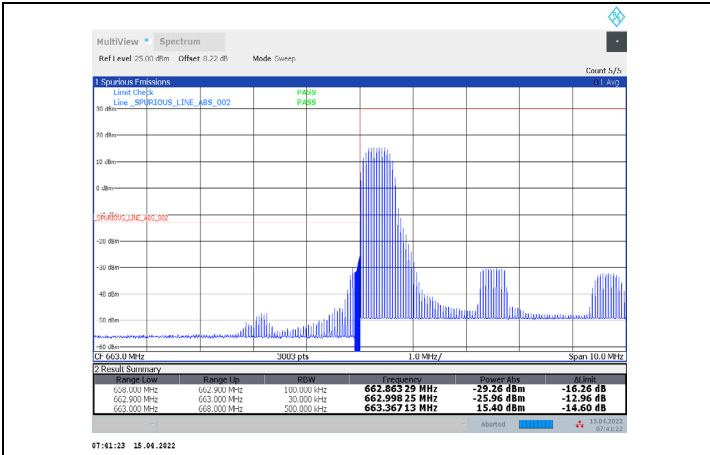 MultiView Spectrum
Ref Level 25.00 dBm Offset 8.22 dB Mode Sweep
Count 5/5
1 Spurious Emissions 1 Avg
Limit Check PASS
Line _SPURIOUS_LINE_ABS_002 PASS
30 dBm
20 dBm
10 dBm
0 dBm
_SPURIOUS_LINE_ABS_002
-20 dBm
-30 dBm
-40 dBm
-50 dBm
-60 dBm
CF 663.0 MHz 3003 pts 1.0 MHz/ Span 10.0 MHz
2 Result Summary
Range Low Range Up RBW Frequency Power Abs ΔLimit
658.000 MHz 662.900 MHz 100.000 kHz 662.863 29 MHz -29.26 dBm -16.26 dB
662.900 MHz 663.000 MHz 30.000 kHz 662.998 25 MHz -25.96 dBm -12.96 dB
663.000 MHz 668.000 MHz 500.000 kHz 663.367 13 MHz 15.40 dBm -14.60 dB
Aborted 15.04.2022
07:41:22
07:41:23 15.04.2022